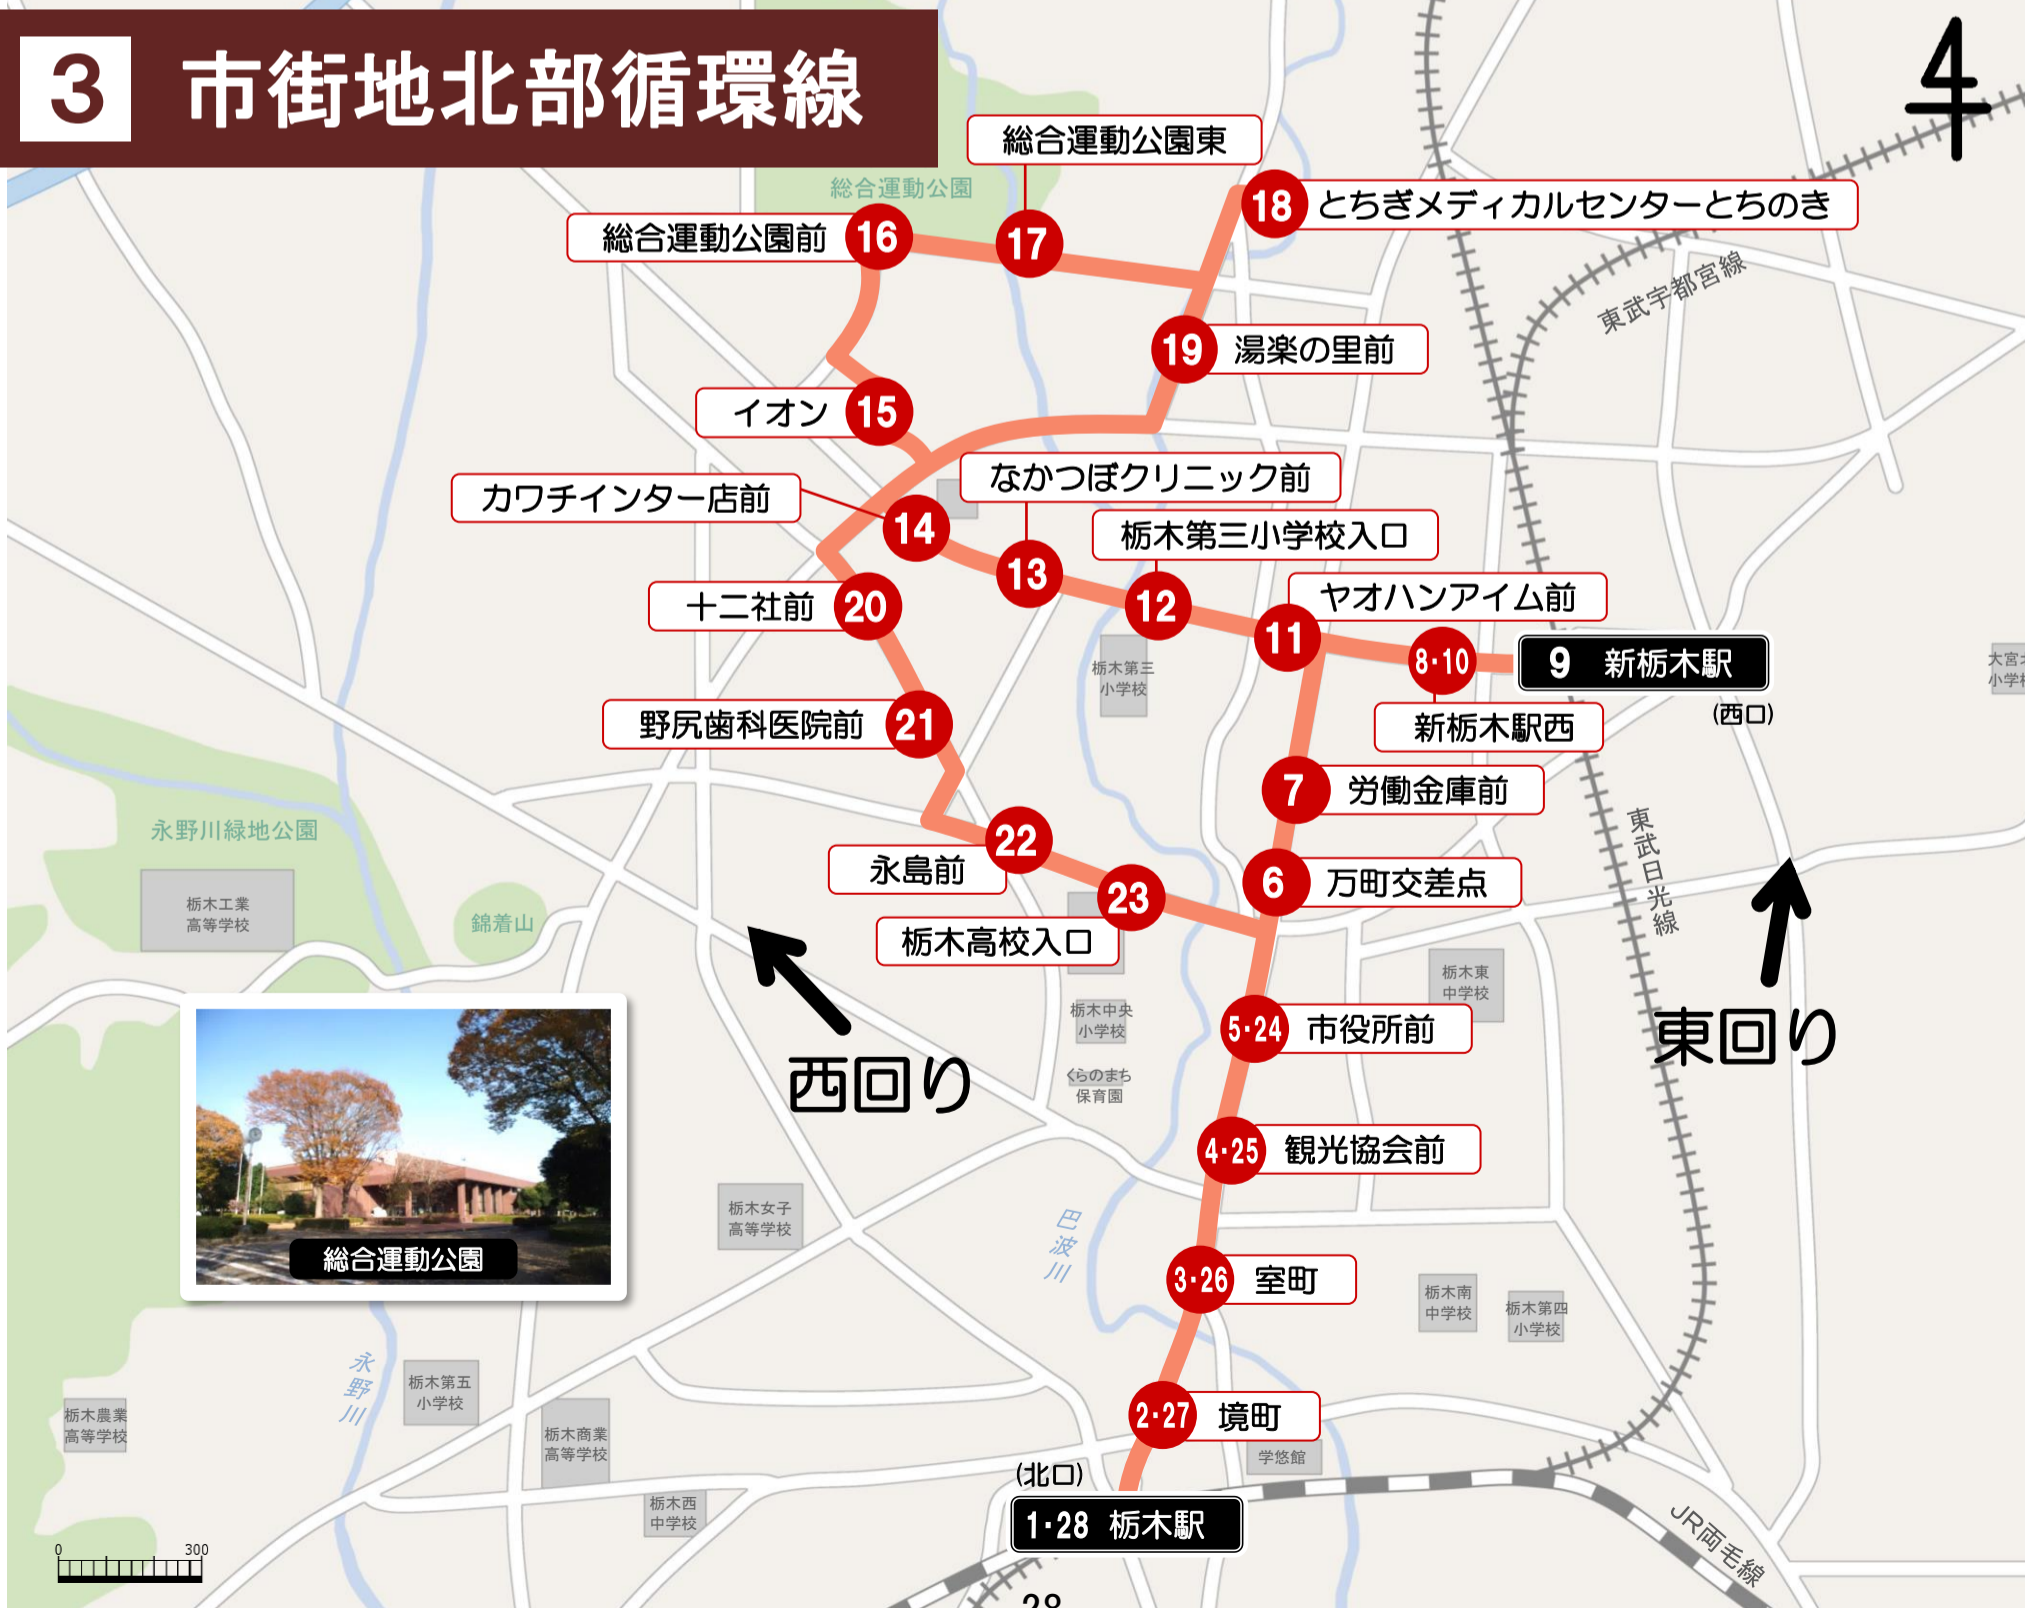 3 市街地北部循環線
総合運動公園東
総合運動公園
18 とちぎメディカルセンターとちのき
総合運動公園前 16
17
東武宇都宮線
19 湯楽の里前
イオン 15
なかつぼクリニック前
カワチインター店前
14
栃木第三小学校入口
13
ヤオハンアイム前
十二社前 20
12
11
8・10
9 新栃木駅
(西口)
大宮北
小学校
栃木第三
小学校
野尻歯科医院前 21
新栃木駅西
7 労働金庫前
東武日光線
永野川緑地公園
22
永島前
6 万町交差点
23
栃木工業
高等学校
錦着山
栃木高校入口
栃木東
中学校
栃木中央
小学校
5・24 市役所前
東回り
西回り
くらのまち
保育園
4・25 観光協会前
栃木女子
高等学校
巴波川
総合運動公園
3・26 室町
栃木南
中学校
栃木第四
小学校
永野川
栃木第五
小学校
栃木農業
高等学校
栃木商業
高等学校
2・27 境町
学悠館
(北口)
栃木西
中学校
1・28 栃木駅
JR両毛線
0 300